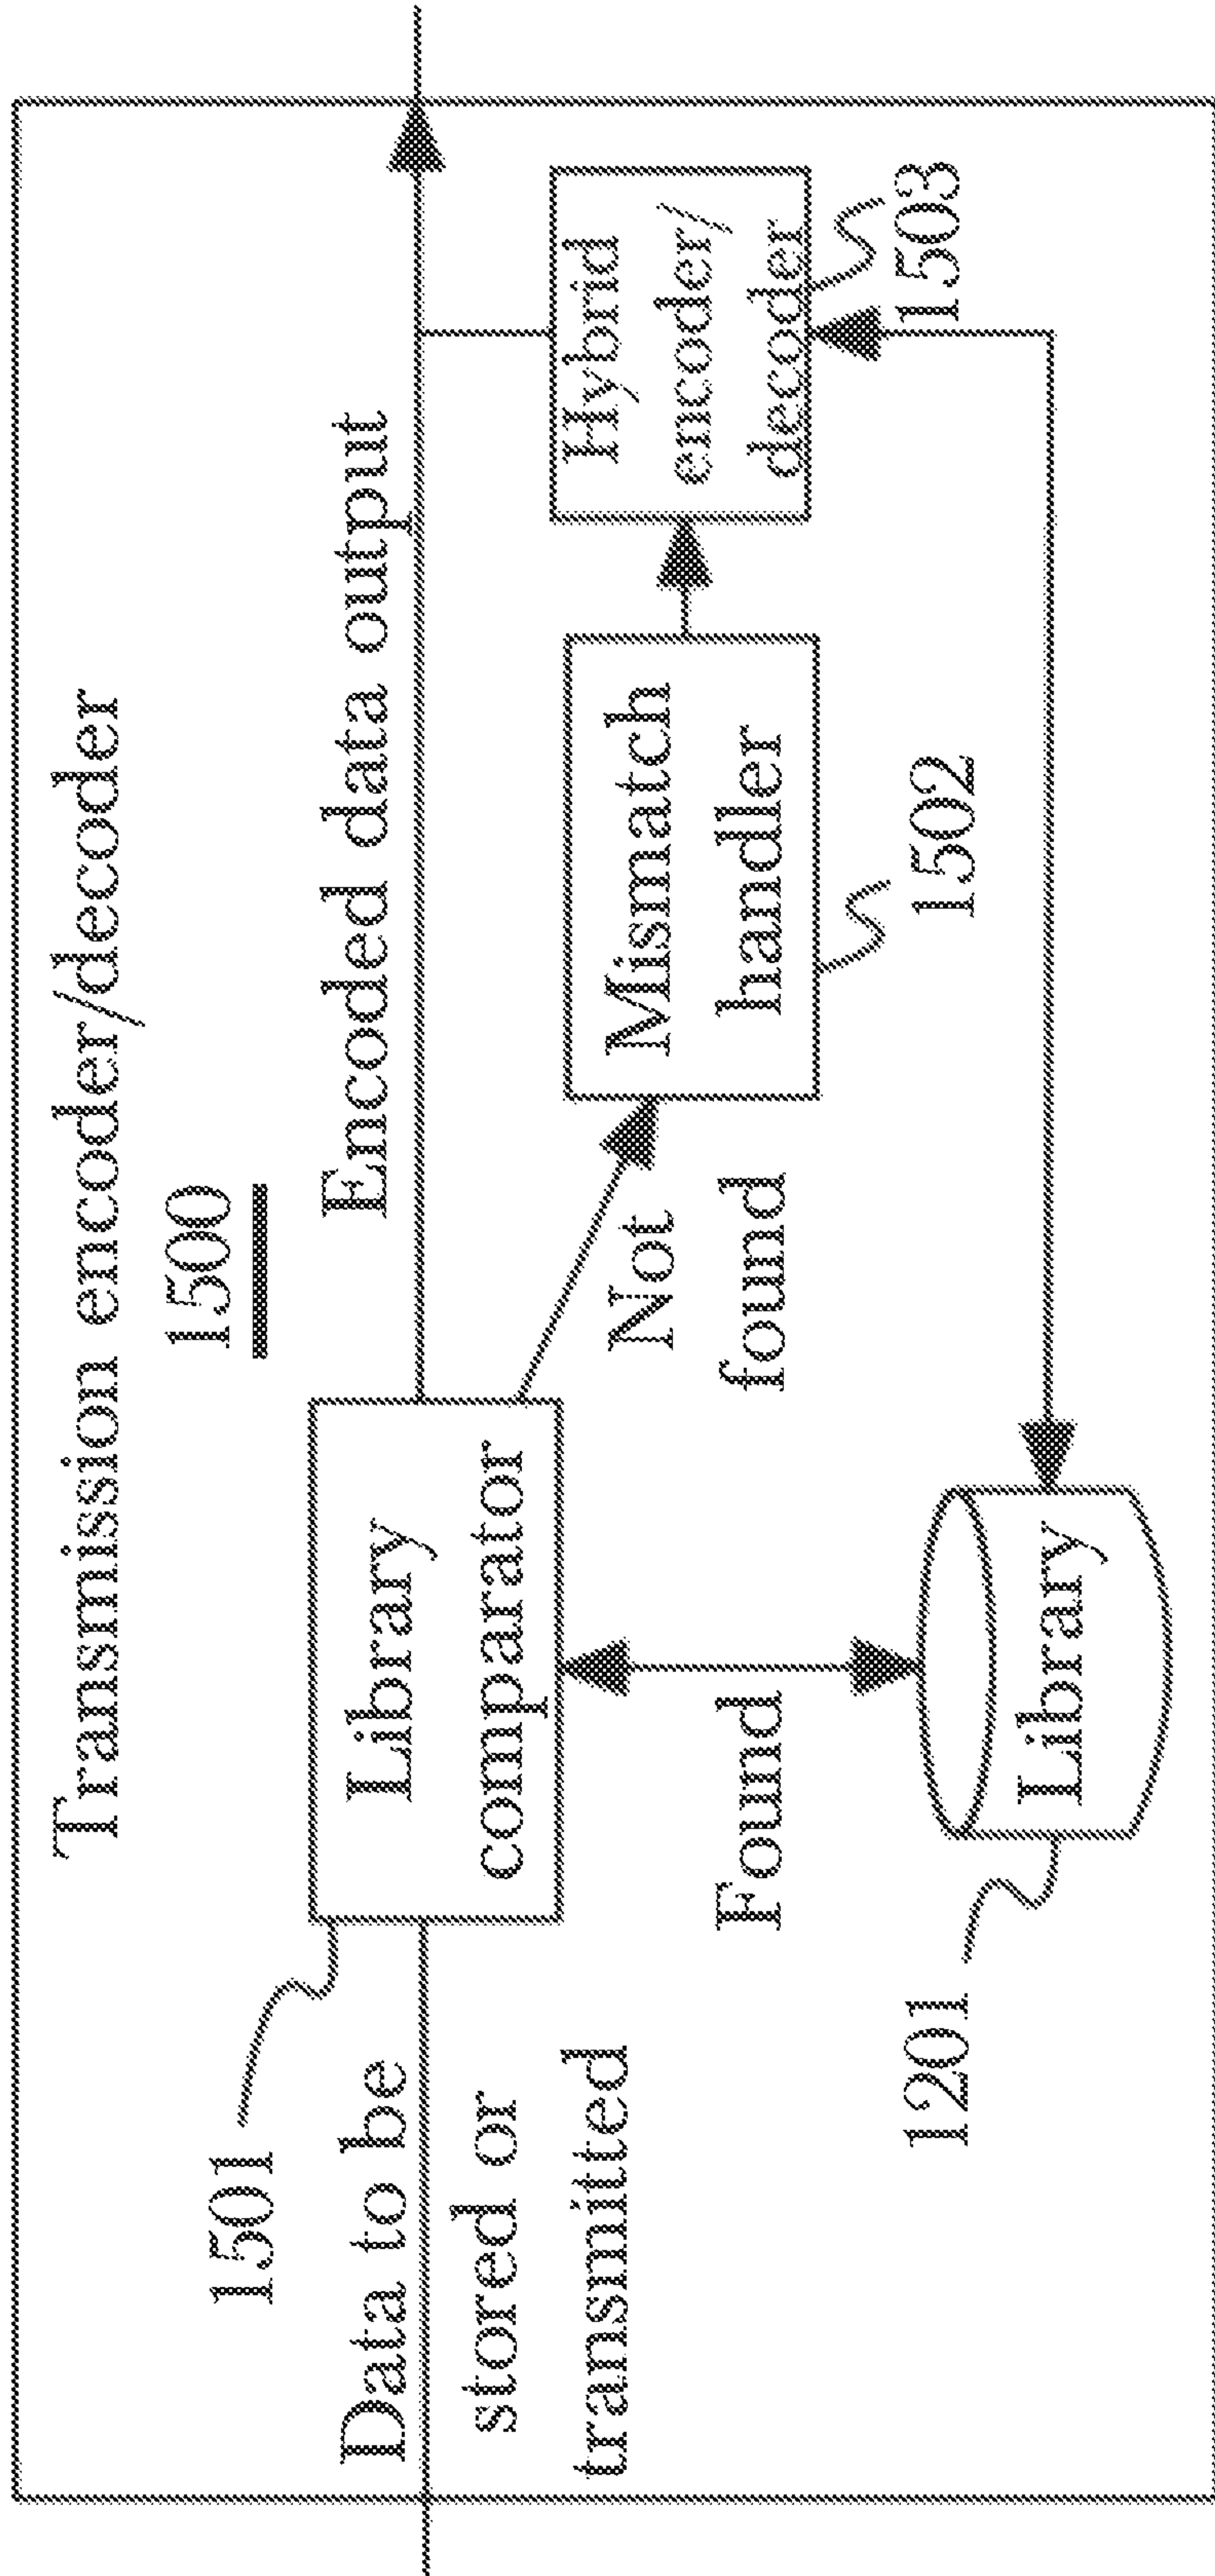 Transmission encoder/decoder
1500
1501
Data to be
stored or
transmitted
Library
comparator
Encoded data output
Not
found
Mismatch
handler
1502
Hybrid
encoder/
decoder
1503
Found
1201
Library